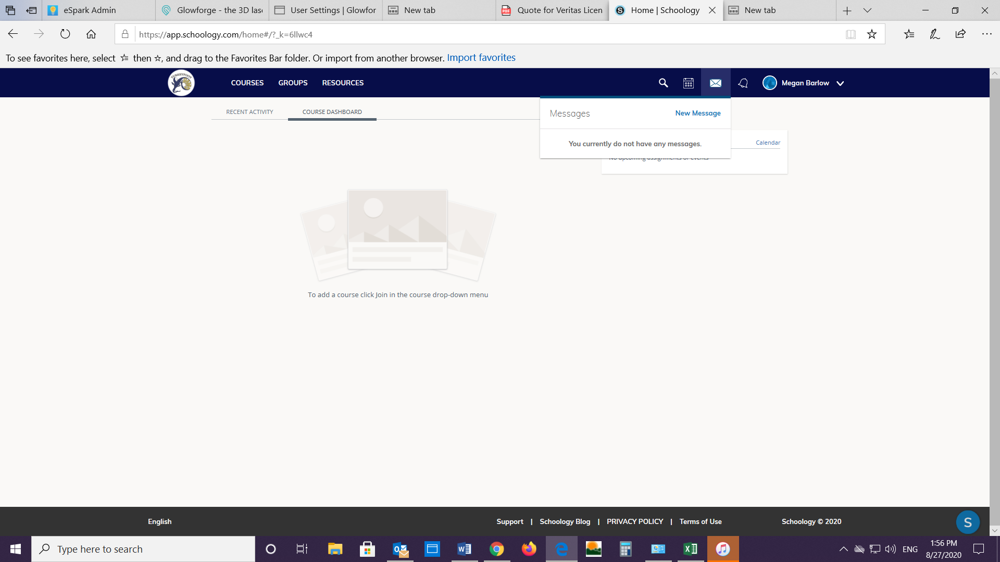 eSpark Admin
Glowforge - the 3D las
User Settings | Glowfor
New tab
Quote for Veritas Licen
Home | Schoology
New tab
https://app.schoology.com/home#/?_k=6llwc4
To see favorites here, select then ☆, and drag to the Favorites Bar folder. Or import from another browser. Import favorites
TURKEYFOOT
COURSES GROUPS RESOURCES
Megan Barlow
RECENT ACTIVITY COURSE DASHBOARD
Messages New Message
You currently do not have any messages.
Calendar
No upcoming assignments or events
To add a course click Join in the course drop-down menu
English
Support | Schoology Blog | PRIVACY POLICY | Terms of Use
Schoology © 2020
S
Type here to search
ENG
1:56 PM
8/27/2020